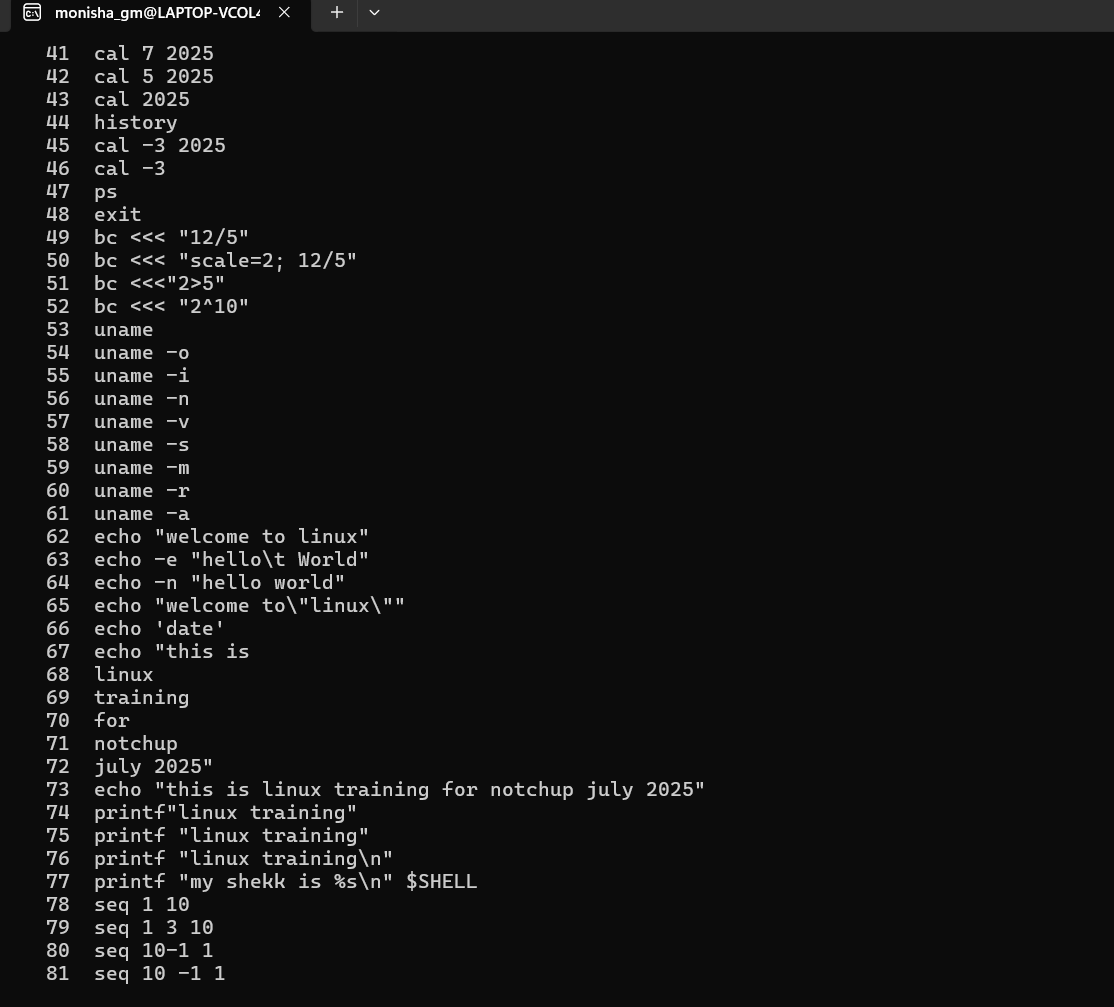 monisha_gm@LAPTOP-VCOL
41 cal 7 2025
42 cal 5 2025
43 cal 2025
44 history
45 cal -3 2025
46 cal -3
47 ps
48 exit
49 bc <<< "12/5"
50 bc <<< "scale=2; 12/5"
51 bc <<<"2>5"
52 bc <<< "2^10"
53 uname
54 uname -o
55 uname -i
56 uname -n
57 uname -v
58 uname -s
59 uname -m
60 uname -r
61 uname -a
62 echo "welcome to linux"
63 echo -e "hello\t World"
64 echo -n "hello world"
65 echo "welcome to\"linux\""
66 echo 'date'
67 echo "this is
68 linux
69 training
70 for
71 notchup
72 july 2025"
73 echo "this is linux training for notchup july 2025"
74 printf"linux training"
75 printf "linux training"
76 printf "linux training\n"
77 printf "my shekk is %s\n" $SHELL
78 seq 1 10
79 seq 1 3 10
80 seq 10-1 1
81 seq 10 -1 1